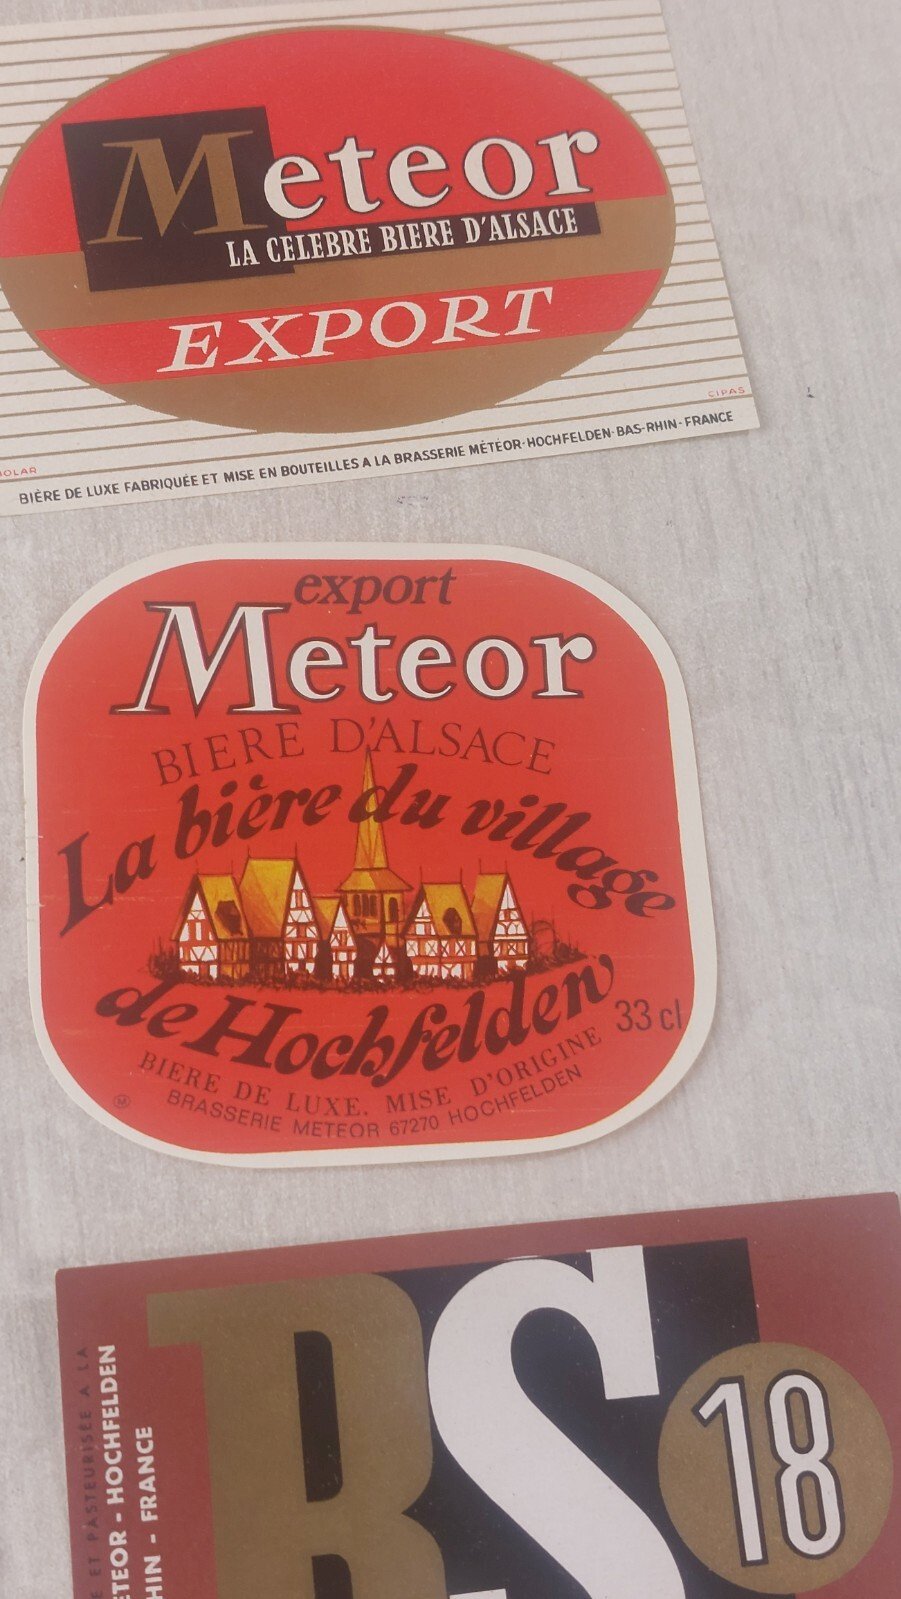 Meteor
LA CELEBRE BIERE D'ALSACE
EXPORT
CIPAS
BIÈRE DE LUXE FABRIQUÉE ET MISE EN BOUTEILLES A LA BRASSERIE MÉTÉOR-HOCHFELDEN-BAS-RHIN-FRANCE
export
Meteor
BIERE D'ALSACE
La bière du village
de Hochfelden
33 cl
BIERE DE LUXE. MISE D'ORIGINE
BRASSERIE METEOR 67270 HOCHFELDEN
M
BS
18
E ET PASTEURISÉE A LA
ETEOR - HOCHFELDEN
HIN - FRANCE